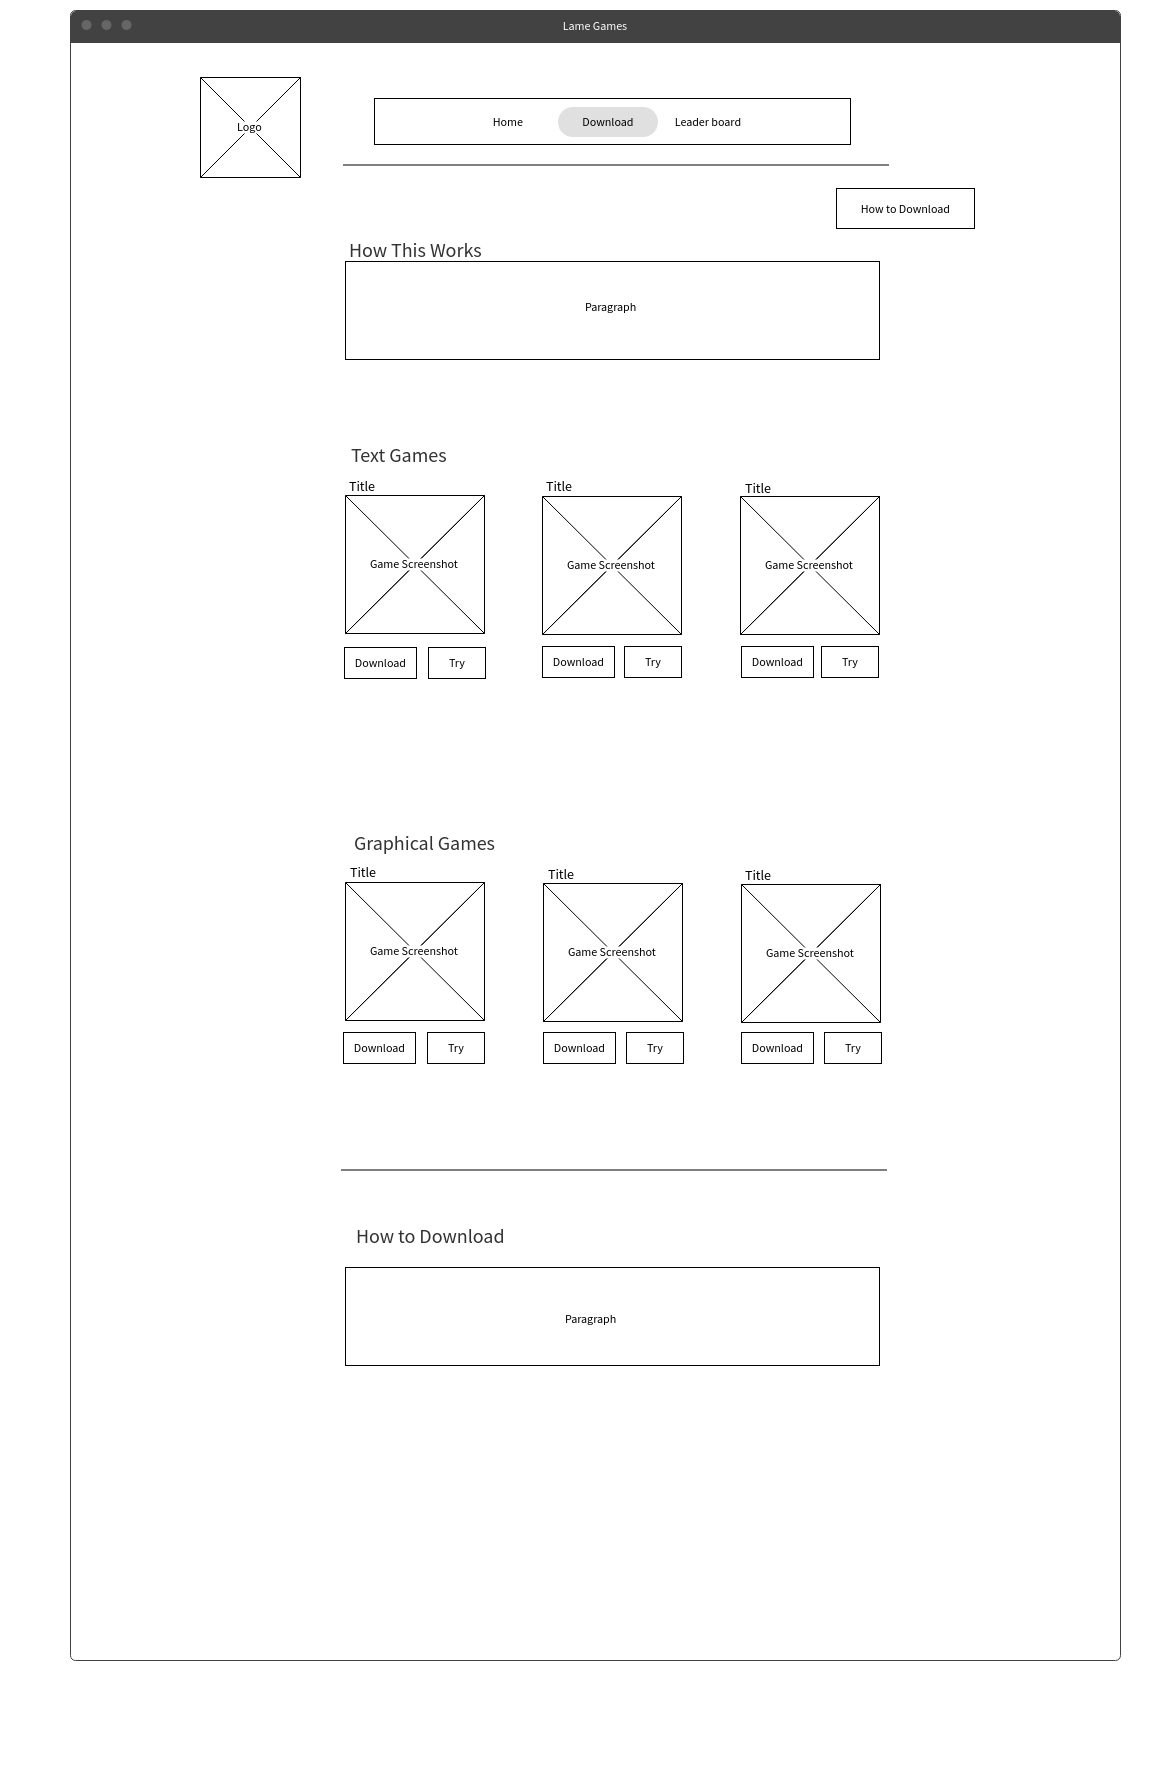 Lame Games
Logo
Home Download Leader board
How to Download
How This Works
Paragraph
Text Games
Title Title Title
Game Screenshot Game Screenshot Game Screenshot
Download Try Download Try Download Try
Graphical Games
Title Title Title
Game Screenshot Game Screenshot Game Screenshot
Download Try Download Try Download Try
How to Download
Paragraph